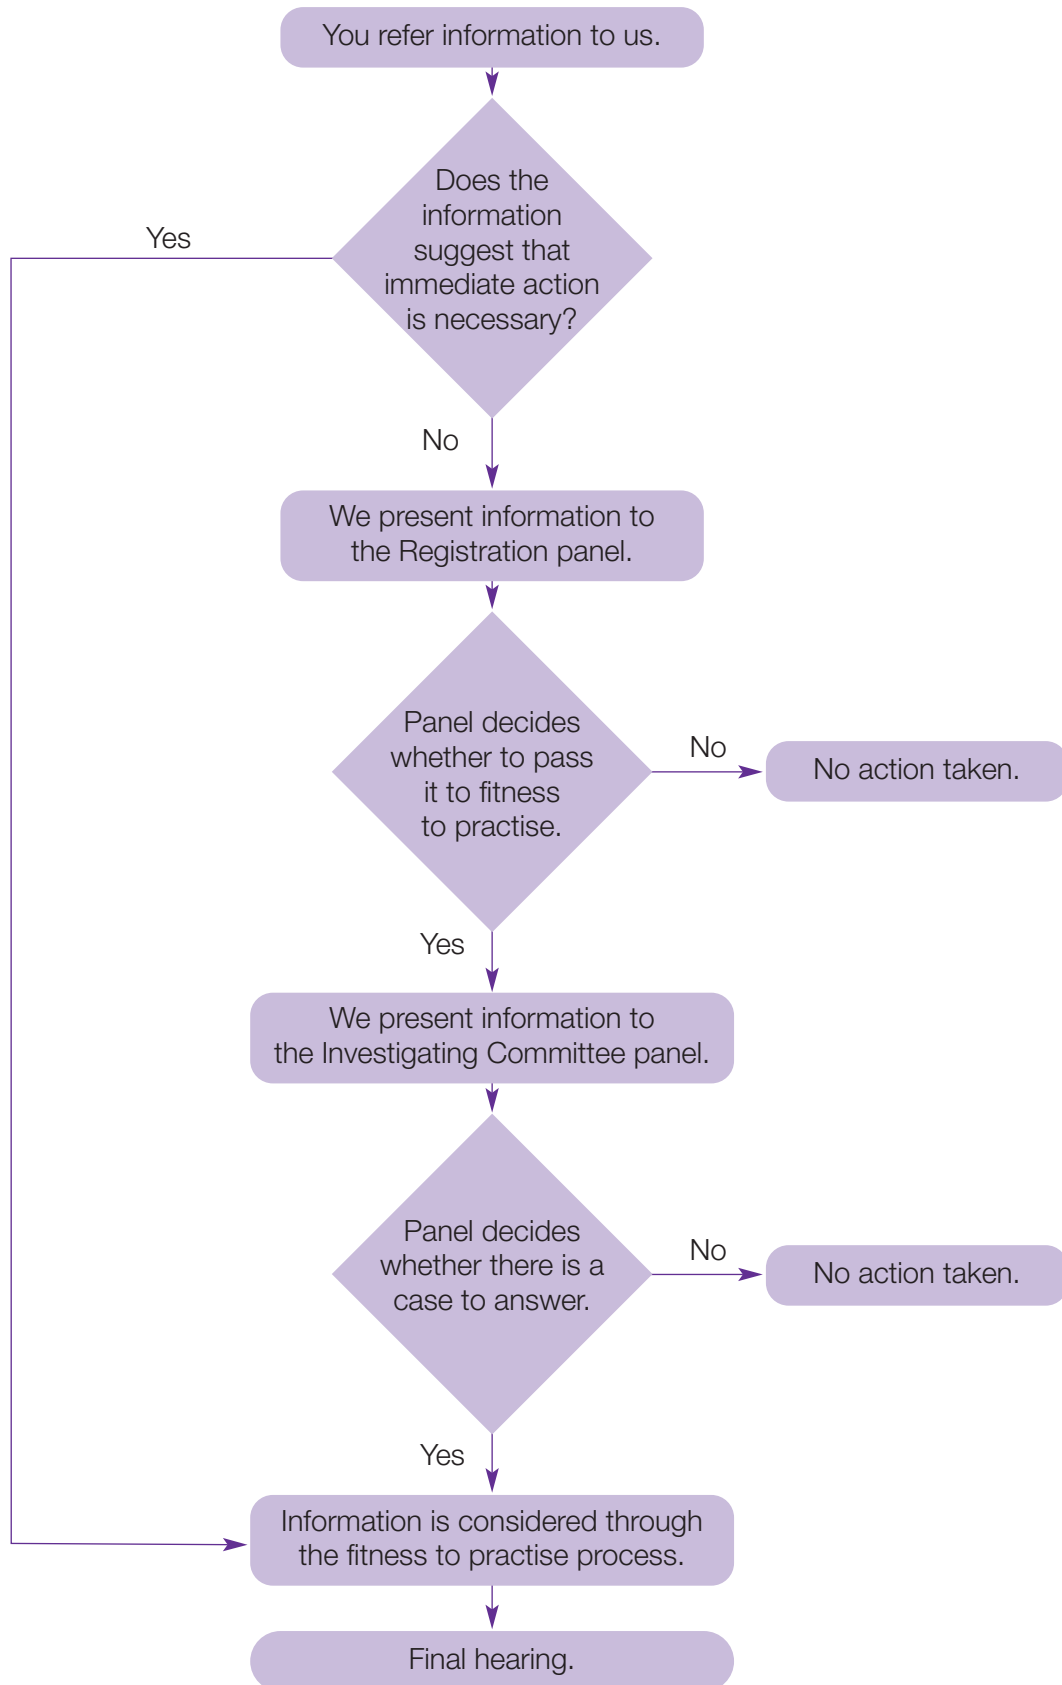 You refer information to us.
Does the
information
suggest that
immediate action
is necessary?
Yes
No
We present information to
the Registration panel.
Panel decides
whether to pass
it to fitness
to practise.
No
No action taken.
Yes
We present information to
the Investigating Committee panel.
Panel decides
whether there is a
case to answer.
No
No action taken.
Yes
Information is considered through
the fitness to practise process.
Final hearing.